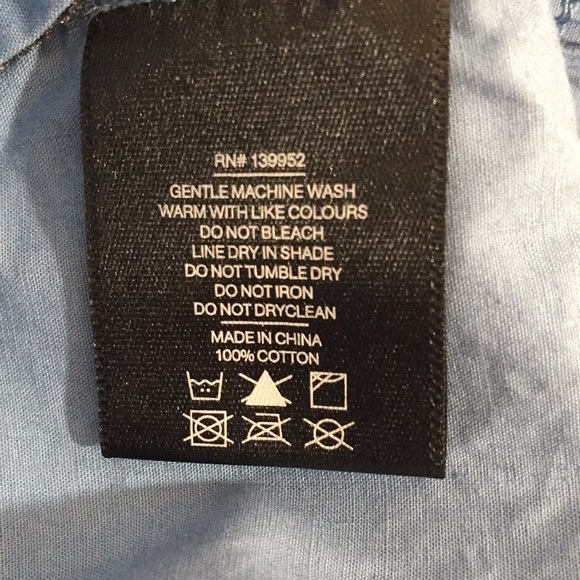 RN# 139952
GENTLE MACHINE WASH
WARM WITH LIKE COLOURS
DO NOT BLEACH
LINE DRY IN SHADE
DO NOT TUMBLE DRY
DO NOT IRON
DO NOT DRYCLEAN
MADE IN CHINA
100% COTTON